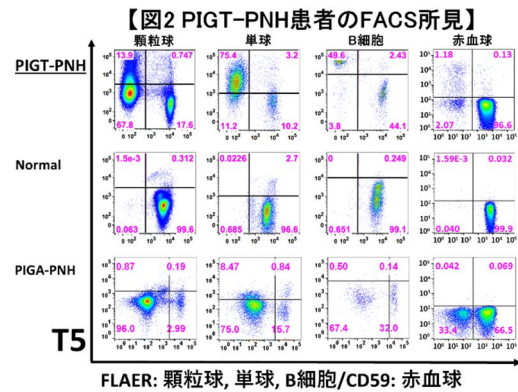 【図2 PIGT-PNH患者のFACS所見】
顆粒球 単球 B細胞 赤血球
PIGT-PNH
13.9 0.747 75.4 3.2 49.6 2.43 1.18 0.13
67.8 17.6 11.2 10.2 3.8 44.1 2.07 96.6
Normal
1.5e-3 0.312 0.0226 2.7 0 0.249 1.59E-3 0.032
0.063 99.6 0.685 96.6 0.651 99.1 0.040 99.9
PIGA-PNH
0.87 0.19 8.47 0.84 0.50 0.14 0.042 0.069
96.0 2.99 75.0 15.7 67.4 32.0 33.4 66.5
T5
FLAER: 顆粒球, 単球, B細胞/CD59: 赤血球